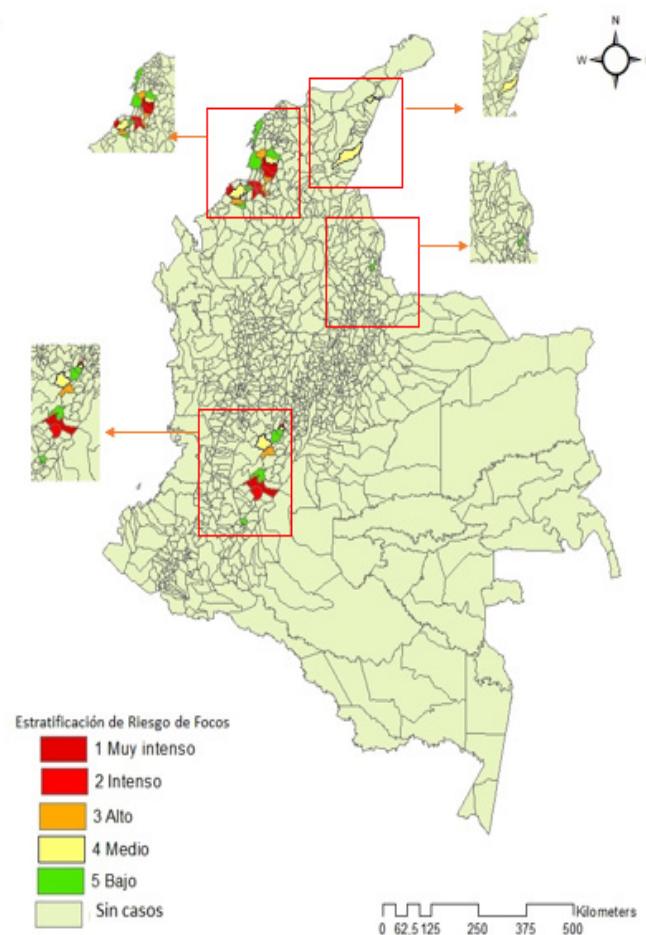 N
W
Estratificación de Riesgo de Focos
1 Muy intenso
2 Intenso
3 Alto
4 Medio
5 Bajo
Sin casos
Kilometers
0 62.5 125 250 375 500